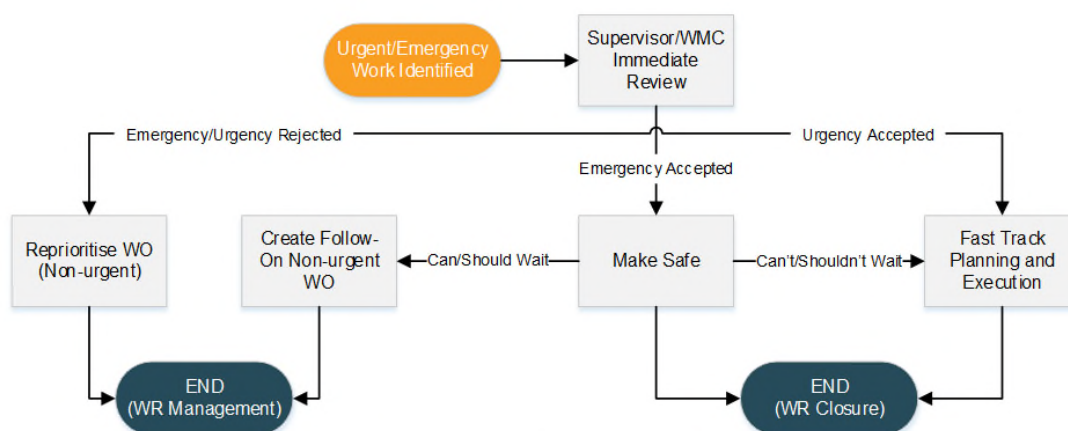 Urgent/Emergency
Work Identified
Supervisor/WMC
Immediate
Review
Emergency/Urgency Rejected
Urgency Accepted
Emergency Accepted
Reprioritise WO
(Non-urgent)
Create Follow-
On Non-urgent
WO
Can/Should Wait
Make Safe
Can't/Shouldn't Wait
Fast Track
Planning and
Execution
END
(WR Management)
END
(WR Closure)